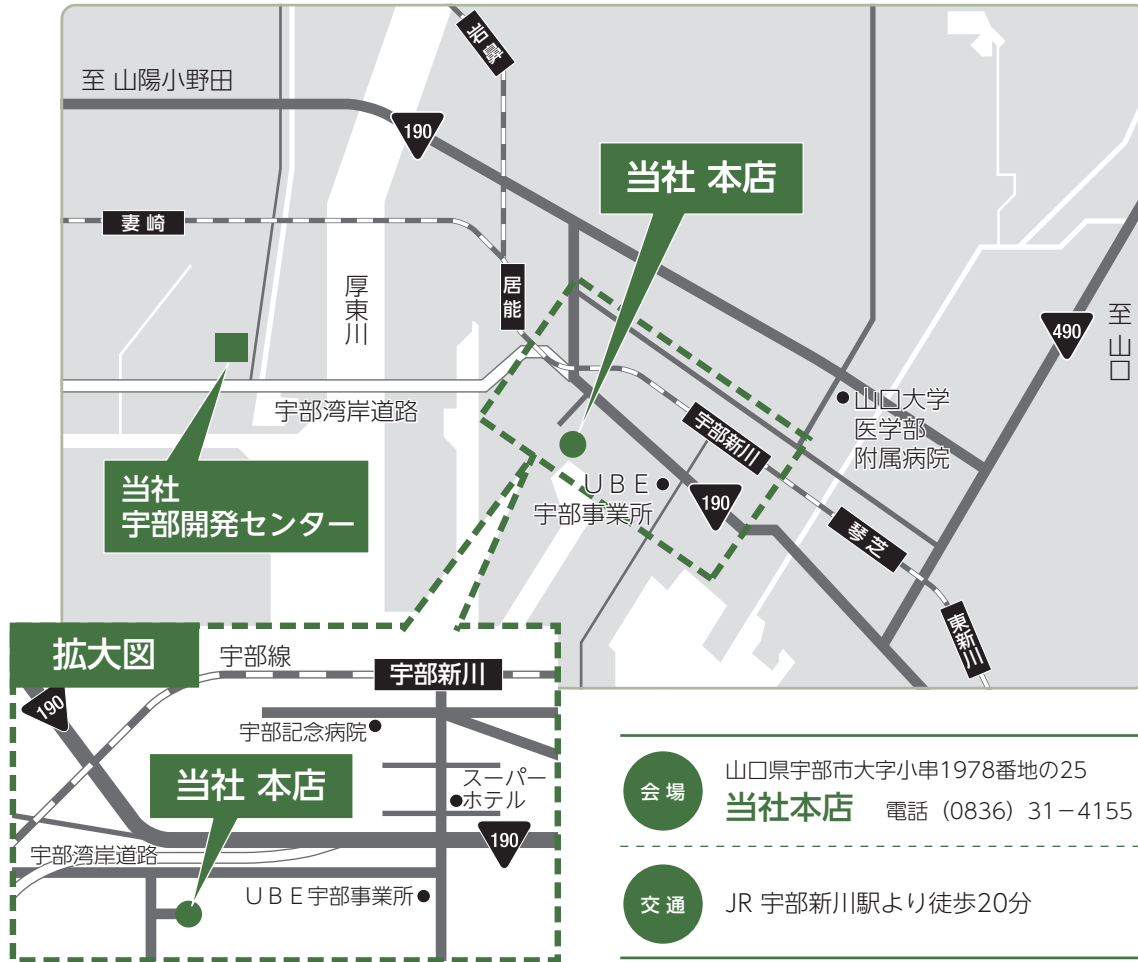 岩鼻
至 山陽小野田
190
当社 本店
妻崎
居能
厚東川
490
至 山口
宇部湾岸道路
山口大学
医学部
附属病院
宇部新川
当社
宇部開発センター
UBE
宇部事業所
190
琴芝
東新川
拡大図
宇部線
宇部新川
190
宇部記念病院
当社 本店
スーパー
ホテル
190
宇部湾岸道路
UBE宇部事業所
会場
山口県宇部市大字小串1978番地の25
当社本店 電話（0836）31－4155
交通
JR 宇部新川駅より徒歩20分